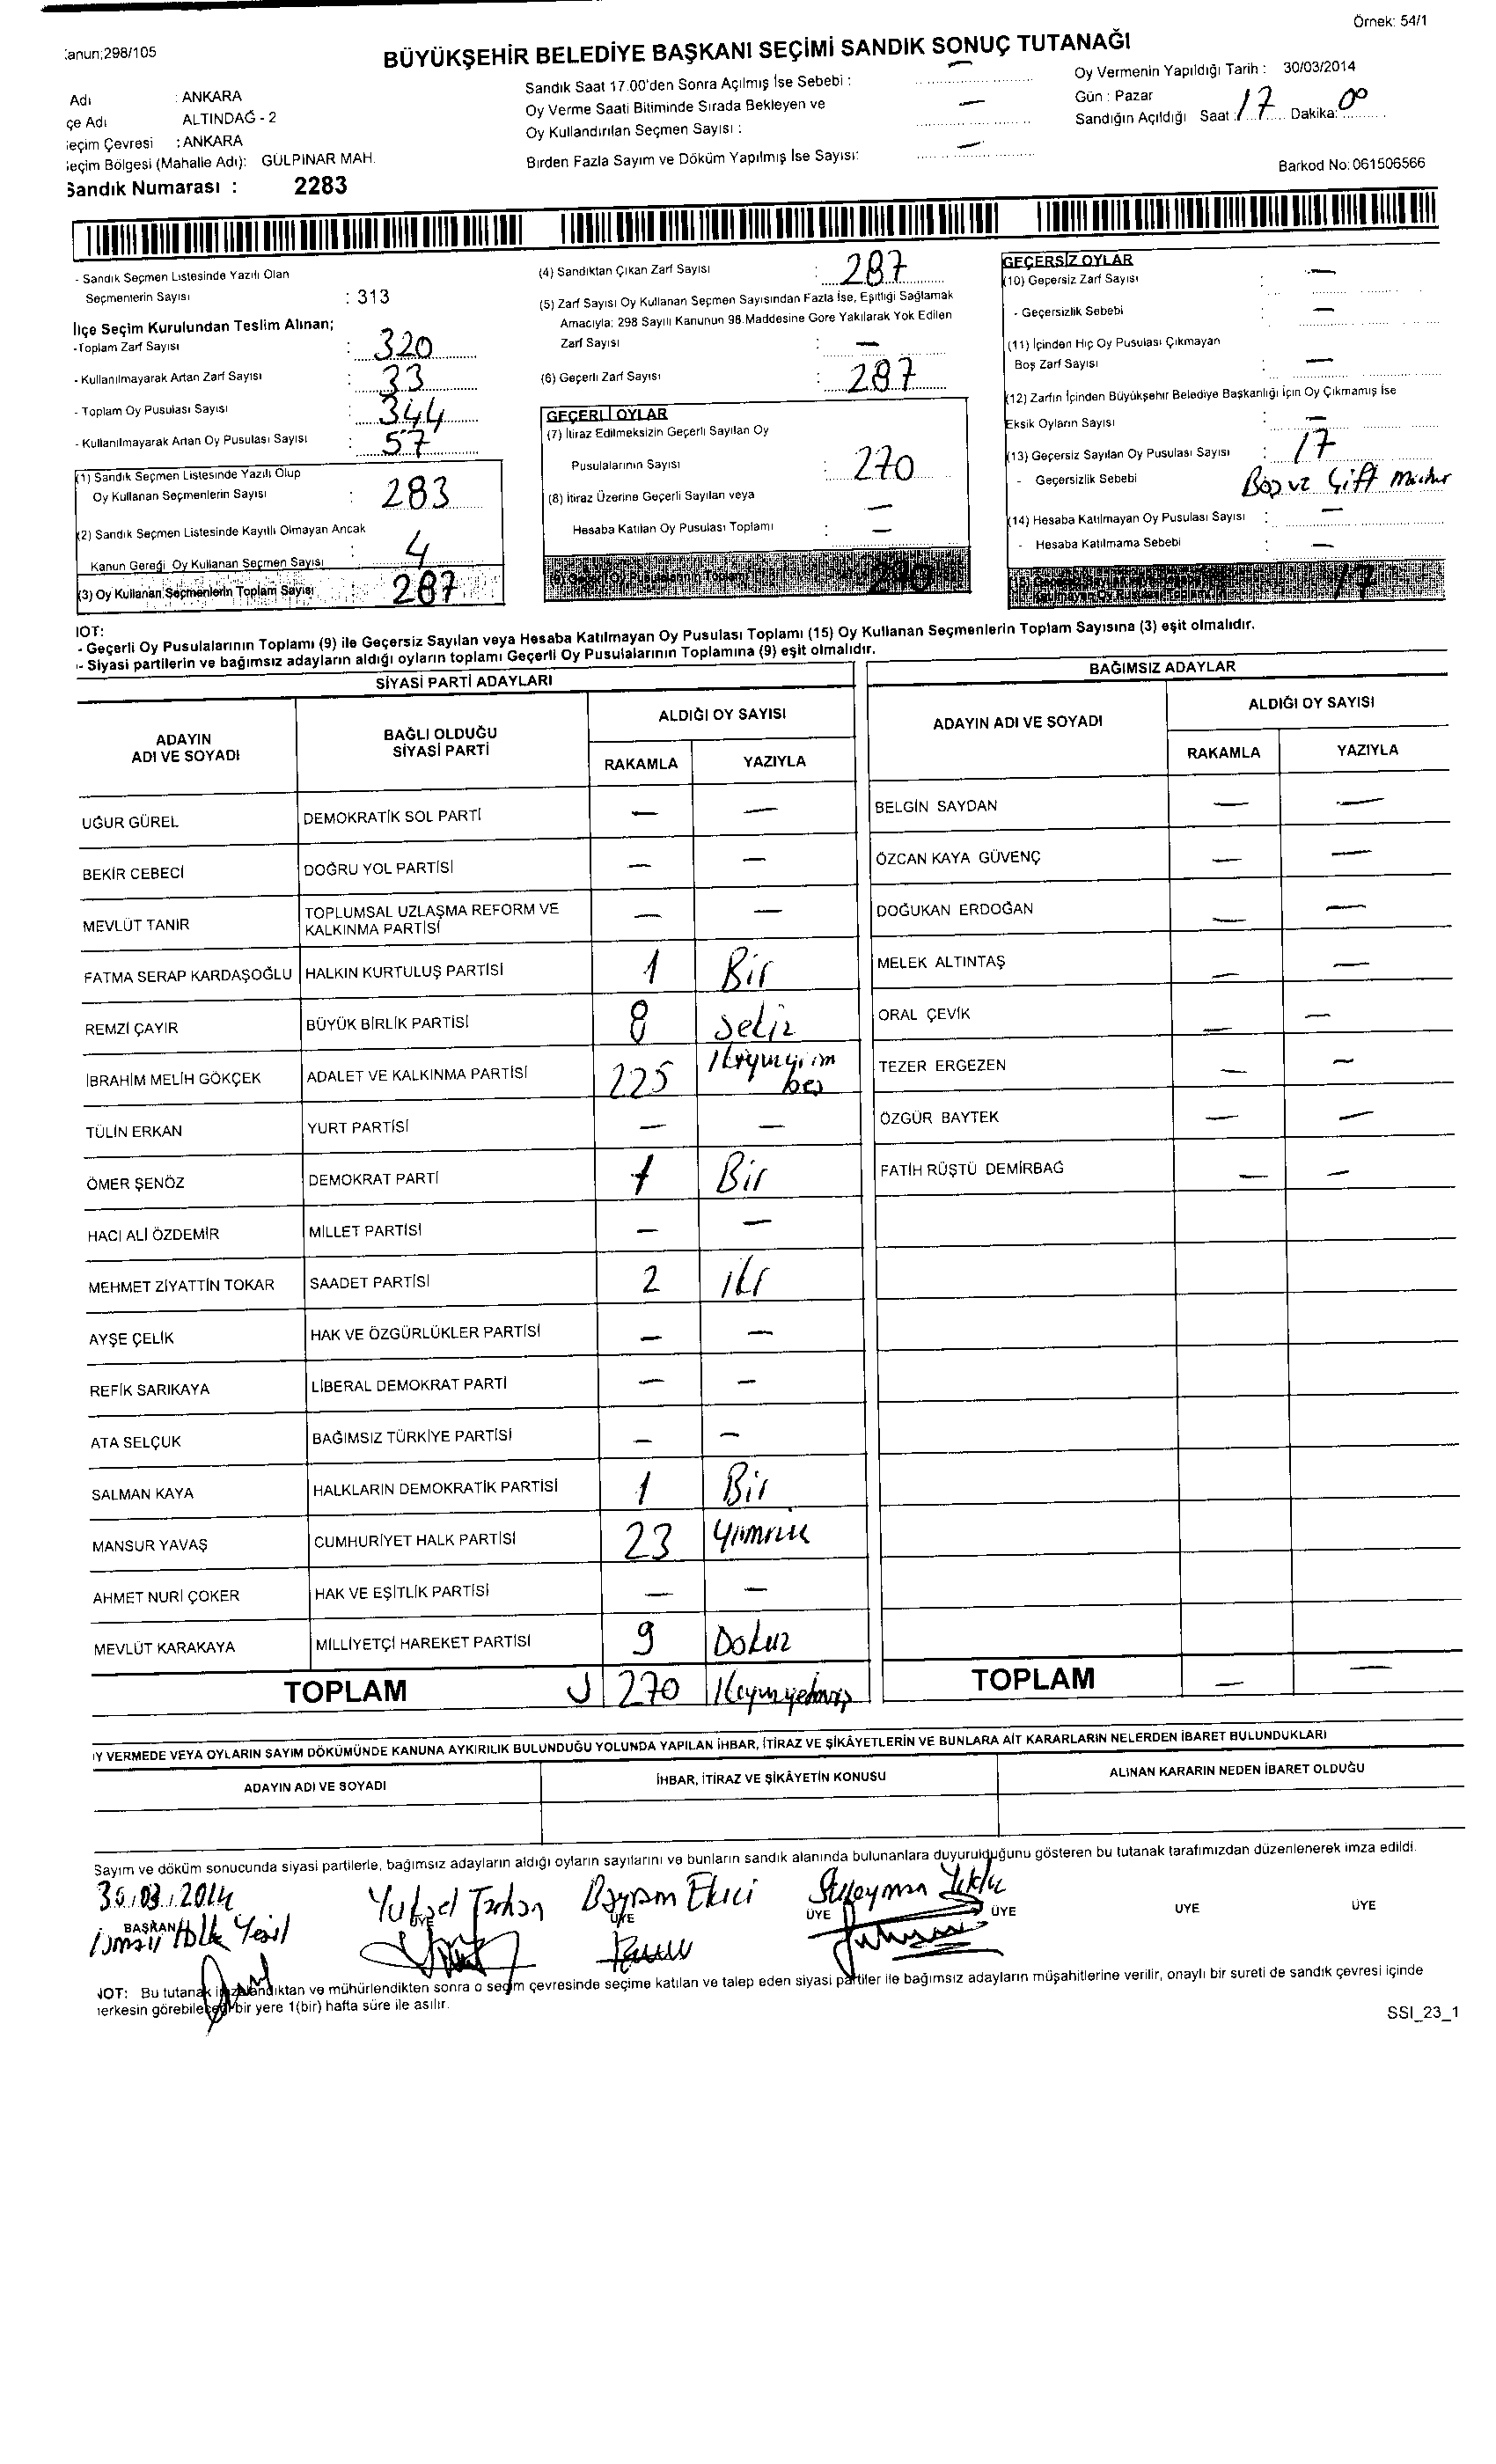 Örnek: 54/1
:anun;298/105
BÜYÜKŞEHİR BELEDİYE BAŞKANI SEÇİMİ SANDIK SONUÇ TUTANAĞI
Adı : ANKARA
çe Adı ALTINDAĞ - 2
eçim Çevresi : ANKARA
eçim Bölgesi (Mahalle Adı): GÜLPINAR MAH.
Sandık Numarası : 2283
Sandık Saat 17.00'den Sonra Açılmış İse Sebebi : —
Oy Verme Saati Bitiminde Sırada Bekleyen ve
Oy Kullandırılan Seçmen Sayısı : —
Birden Fazla Sayım ve Döküm Yapılmış İse Sayısı: —
Oy Vermenin Yapıldığı Tarih : 30/03/2014
Gün : Pazar
Sandığın Açıldığı Saat : 17 Dakika: 00
Barkod No: 061506566
- Sandık Seçmen Listesinde Yazılı Olan
Seçmenlerin Sayısı : 313
İlçe Seçim Kurulundan Teslim Alınan;
-Toplam Zarf Sayısı : 320
- Kullanılmayarak Artan Zarf Sayısı : 33
- Toplam Oy Pusulası Sayısı : 344
- Kullanılmayarak Artan Oy Pusulası Sayısı : 57
(1) Sandık Seçmen Listesinde Yazılı Olup
Oy Kullanan Seçmenlerin Sayısı : 283
(2) Sandık Seçmen Listesinde Kayıtlı Olmayan Ancak
Kanun Gereği Oy Kullanan Seçmen Sayısı : 4
(3) Oy Kullanan Seçmenlerin Toplam Sayısı : 287
(4) Sandıktan Çıkan Zarf Sayısı : 287
(5) Zarf Sayısı Oy Kullanan Seçmen Sayısından Fazla İse, Eşitliği Sağlamak
Amacıyla; 298 Sayılı Kanunun 98.Maddesine Göre Yakılarak Yok Edilen
Zarf Sayısı : —
(6) Geçerli Zarf Sayısı : 287
GEÇERLİ OYLAR
(7) İtiraz Edilmeksizin Geçerli Sayılan Oy
Pusulalarının Sayısı : 270
(8) İtiraz Üzerine Geçerli Sayılan veya —
Hesaba Katılan Oy Pusulası Toplamı : —
(9) Geçerli Oy Pusulalarının Toplamı 270
GEÇERSİZ OYLAR
(10) Geçersiz Zarf Sayısı : —
- Geçersizlik Sebebi : —
(11) İçinden Hiç Oy Pusulası Çıkmayan
Boş Zarf Sayısı : —
(12) Zarfın İçinden Büyükşehir Belediye Başkanlığı İçin Oy Çıkmamış İse
Eksik Oyların Sayısı : —
(13) Geçersiz Sayılan Oy Pusulası Sayısı : 17
- Geçersizlik Sebebi Boş ve Çift
(14) Hesaba Katılmayan Oy Pusulası Sayısı : —
- Hesaba Katılmama Sebebi : —
17
IOT:
- Geçerli Oy Pusulalarının Toplamı (9) ile Geçersiz Sayılan veya Hesaba Katılmayan Oy Pusulası Toplamı (15) Oy Kullanan Seçmenlerin Toplam Sayısına (3) eşit olmalıdır.
- Siyasi partilerin ve bağımsız adayların aldığı oyların toplamı Geçerli Oy Pusulalarının Toplamına (9) eşit olmalıdır.
SİYASİ PARTİ ADAYLARI
ADAYIN ADI VE SOYADI BAĞLI OLDUĞU SİYASİ PARTİ ALDIĞI OY SAYISI
RAKAMLA YAZIYLA
UĞUR GÜREL DEMOKRATİK SOL PARTİ — —
BEKİR CEBECİ DOĞRU YOL PARTİSİ — —
MEVLÜT TANIR TOPLUMSAL UZLAŞMA REFORM VE KALKINMA PARTİSİ — —
FATMA SERAP KARDAŞOĞLU HALKIN KURTULUŞ PARTİSİ 1 Bir
REMZİ ÇAYIR BÜYÜK BİRLİK PARTİSİ 8 Sekiz
İBRAHİM MELİH GÖKÇEK ADALET VE KALKINMA PARTİSİ 225
TÜLİN ERKAN YURT PARTİSİ — —
ÖMER ŞENÖZ DEMOKRAT PARTİ 1 Bir
HACI ALİ ÖZDEMİR MİLLET PARTİSİ — —
MEHMET ZİYATTİN TOKAR SAADET PARTİSİ 2 iki
AYŞE ÇELİK HAK VE ÖZGÜRLÜKLER PARTİSİ — —
REFİK SARIKAYA LİBERAL DEMOKRAT PARTİ — —
ATA SELÇUK BAĞIMSIZ TÜRKİYE PARTİSİ — —
SALMAN KAYA HALKLARIN DEMOKRATİK PARTİSİ 1 Bir
MANSUR YAVAŞ CUMHURİYET HALK PARTİSİ 23
AHMET NURİ ÇOKER HAK VE EŞİTLİK PARTİSİ — —
MEVLÜT KARAKAYA MİLLİYETÇİ HAREKET PARTİSİ 9 Dokuz
TOPLAM 270
BAĞIMSIZ ADAYLAR
ADAYIN ADI VE SOYADI ALDIĞI OY SAYISI
RAKAMLA YAZIYLA
BELGİN SAYDAN — —
ÖZCAN KAYA GÜVENÇ — —
DOĞUKAN ERDOĞAN — —
MELEK ALTINTAŞ — —
ORAL ÇEVİK — —
TEZER ERGEZEN — —
ÖZGÜR BAYTEK — —
FATİH RÜŞTÜ DEMİRBAĞ — —
TOPLAM — —
IY VERMEDE VEYA OYLARIN SAYIM DÖKÜMÜNDE KANUNA AYKIRILIK BULUNDUĞU YOLUNDA YAPILAN İHBAR, İTİRAZ VE ŞİKÂYETLERİN VE BUNLARA AİT KARARLARIN NELERDEN İBARET BULUNDUKLARI
ADAYIN ADI VE SOYADI İHBAR, İTİRAZ VE ŞİKÂYETİN KONUSU ALINAN KARARIN NEDEN İBARET OLDUĞU
Sayım ve döküm sonucunda siyasi partilerle, bağımsız adayların aldığı oyların sayılarını ve bunların sandık alanında bulunanlara duyurulduğunu gösteren bu tutanak tarafımızdan düzenlenerek imza edildi.
30.03.2014 Bayram Ekici Süleyman
BAŞKAN ÜYE ÜYE ÜYE ÜYE ÜYE ÜYE
İsmail
IOT: Bu tutanak imzalandıktan ve mühürlendikten sonra o seçim çevresinde seçime katılan ve talep eden siyasi partiler ile bağımsız adayların müşahitlerine verilir, onaylı bir sureti de sandık çevresi içinde
ıerkesin görebileceği bir yere 1(bir) hafta süre ile asılır.
SSI_23_1